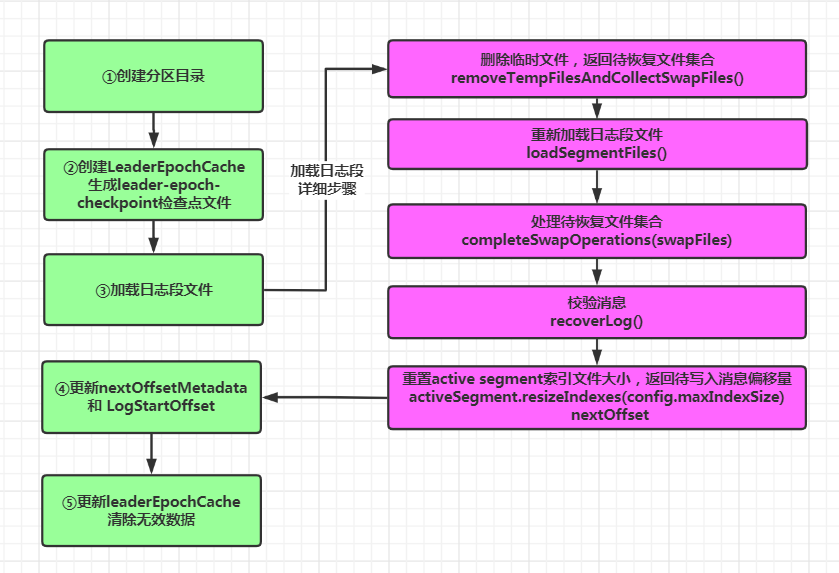 ①创建分区目录
②创建LeaderEpochCache
生成leader-epoch-
checkpoint检查点文件
③加载日志段文件
加载日志段
详细步骤
删除临时文件，返回待恢复文件集合
removeTempFilesAndCollectSwapFiles()
重新加载日志段文件
loadSegmentFiles()
处理待恢复文件集合
completeSwapOperations(swapFiles)
校验消息
recoverLog()
重置active segment索引文件大小，返回待写入消息偏移量
activeSegment.resizeIndexes(config.maxIndexSize)
nextOffset
④更新nextOffsetMetadata
和 LogStartOffset
⑤更新leaderEpochCache
清除无效数据